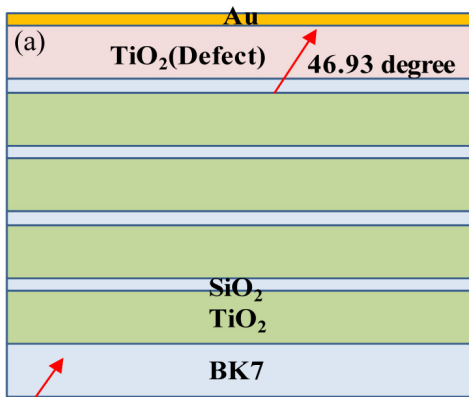 Au
(a)
TiO₂(Defect)
46.93 degree
SiO₂
TiO₂
BK7